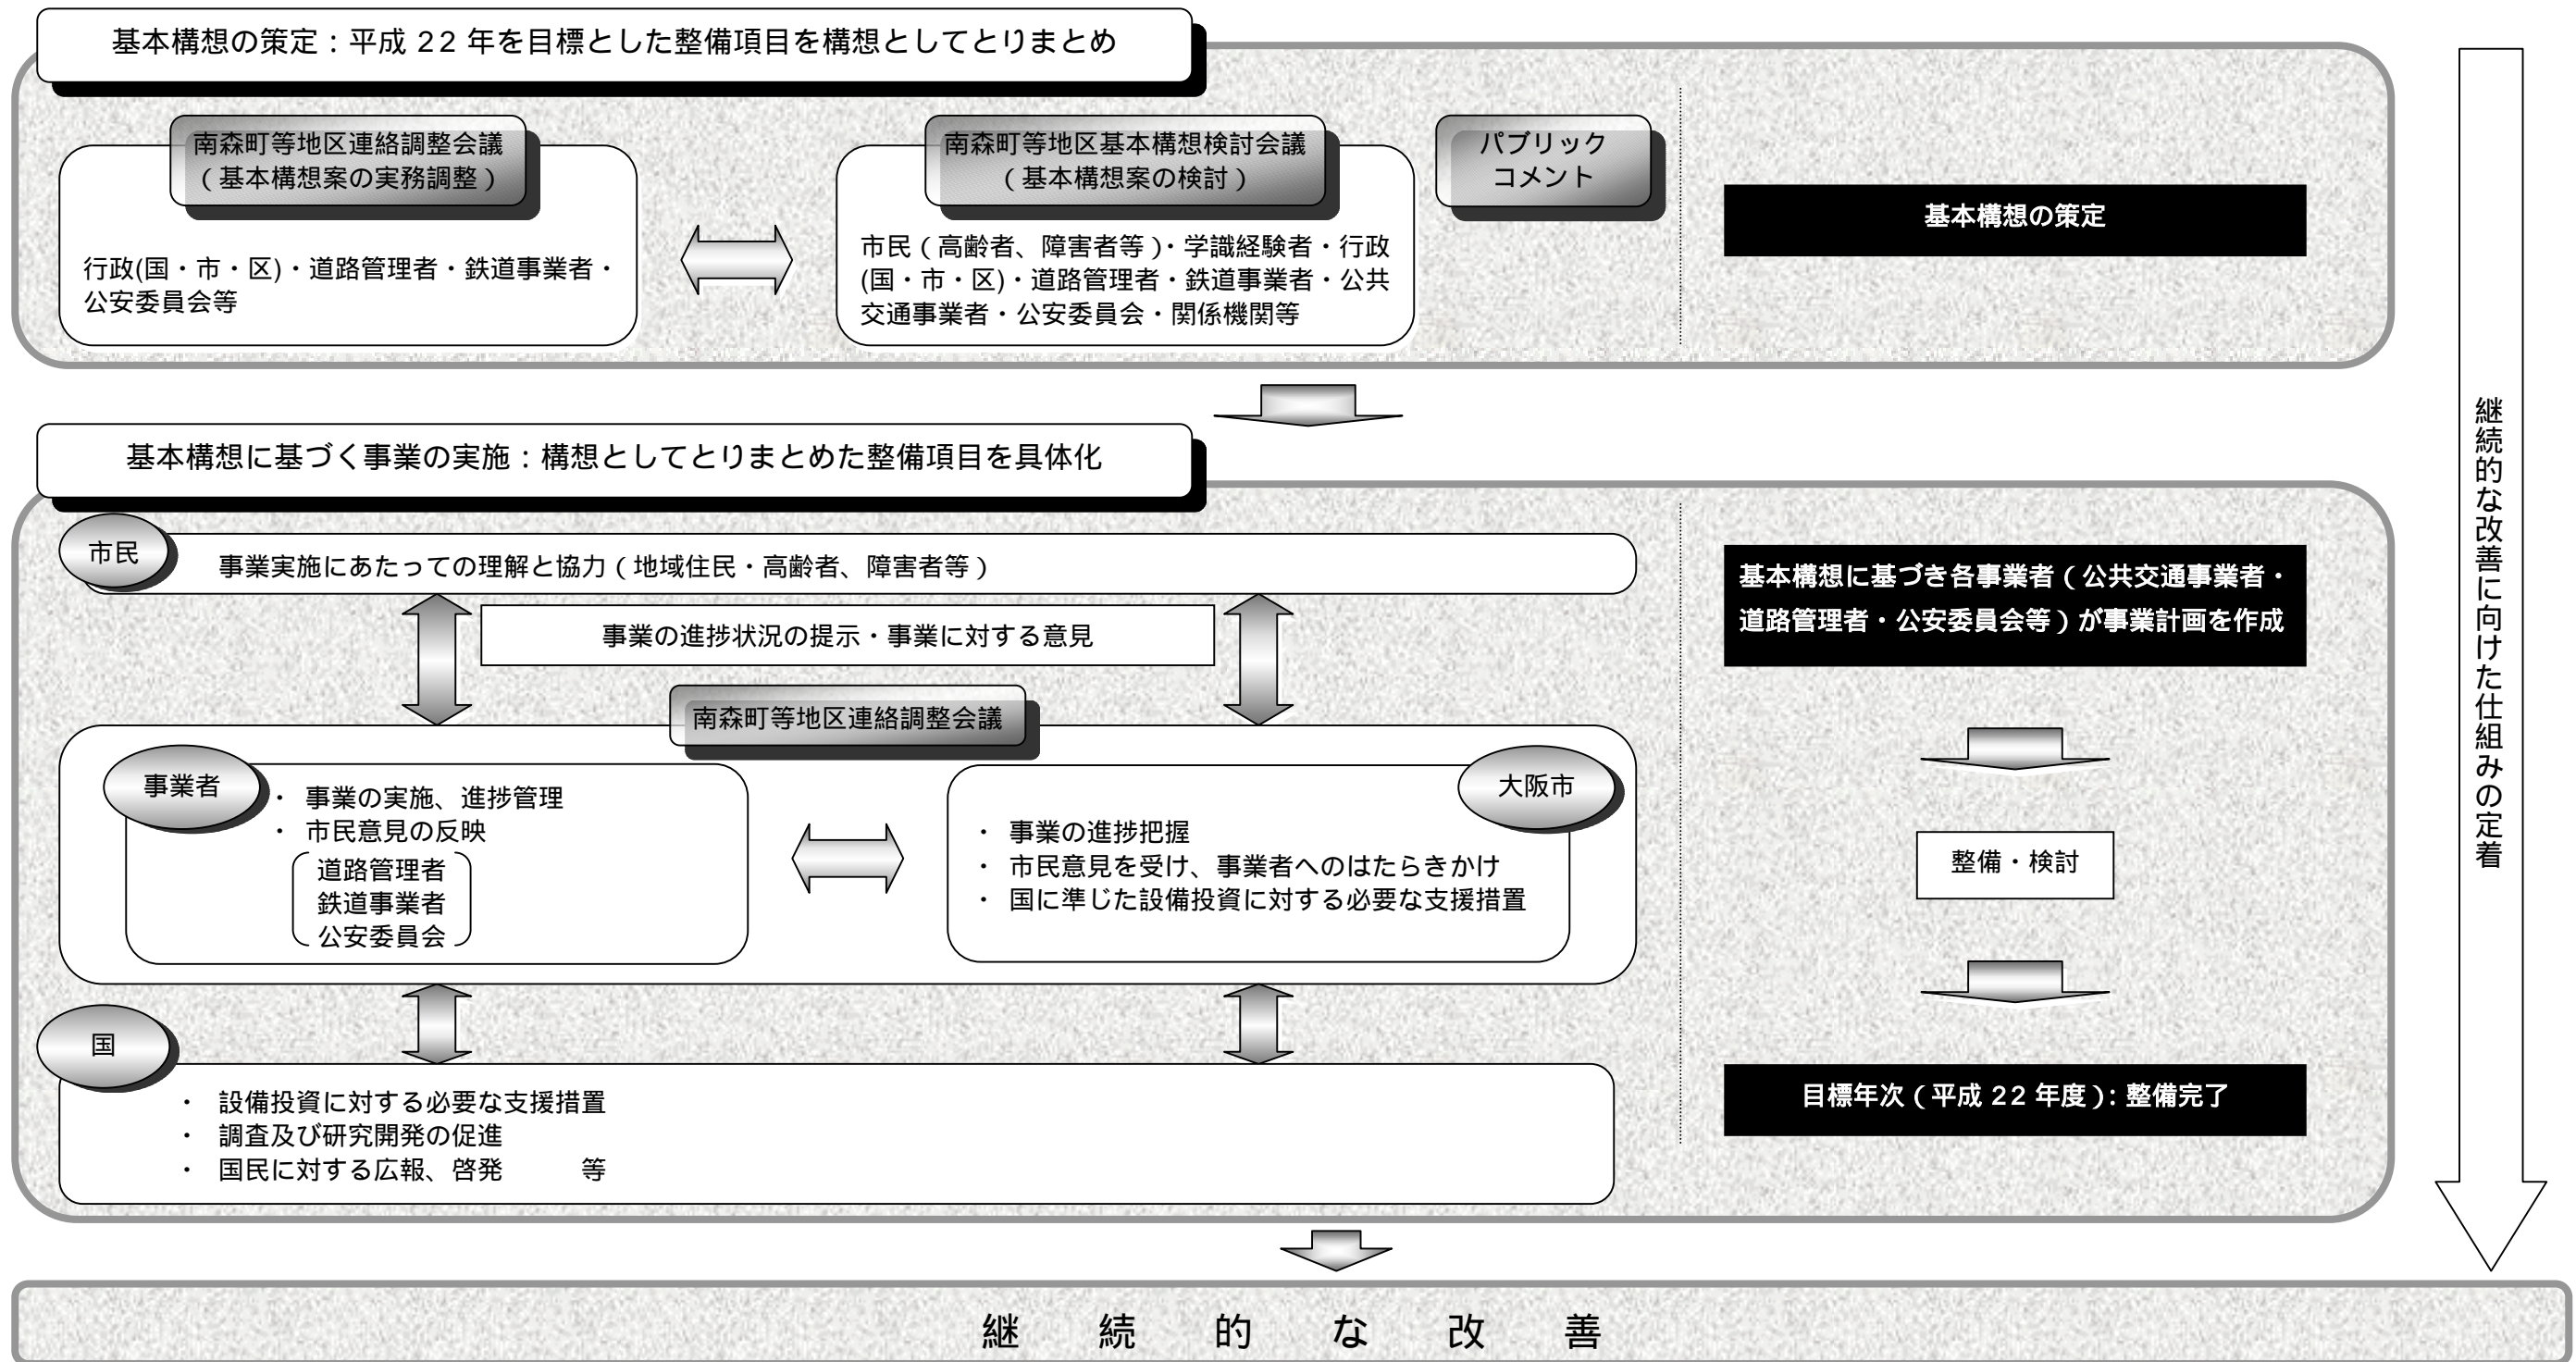 基本構想の策定：平成 22 年を目標とした整備項目を構想としてとりまとめ
南森町等地区連絡調整会議
（基本構想案の実務調整）
行政(国・市・区)・道路管理者・鉄道事業者・
公安委員会等
南森町等地区基本構想検討会議
（基本構想案の検討）
市民（高齢者、障害者等）・学識経験者・行政
(国・市・区)・道路管理者・鉄道事業者・公共
交通事業者・公安委員会・関係機関等
パブリック
コメント
基本構想の策定
基本構想に基づく事業の実施：構想としてとりまとめた整備項目を具体化
市民
事業実施にあたっての理解と協力（地域住民・高齢者、障害者等）
事業の進捗状況の提示・事業に対する意見
南森町等地区連絡調整会議
事業者
・ 事業の実施、進捗管理
・ 市民意見の反映
道路管理者
鉄道事業者
公安委員会
大阪市
・ 事業の進捗把握
・ 市民意見を受け、事業者へのはたらきかけ
・ 国に準じた設備投資に対する必要な支援措置
国
・ 設備投資に対する必要な支援措置
・ 調査及び研究開発の促進
・ 国民に対する広報、啓発　　　等
基本構想に基づき各事業者（公共交通事業者・
道路管理者・公安委員会等）が事業計画を作成
整備・検討
目標年次（平成 22 年度）：整備完了
継続的な改善に向けた仕組みの定着
継　続　的　な　改　善